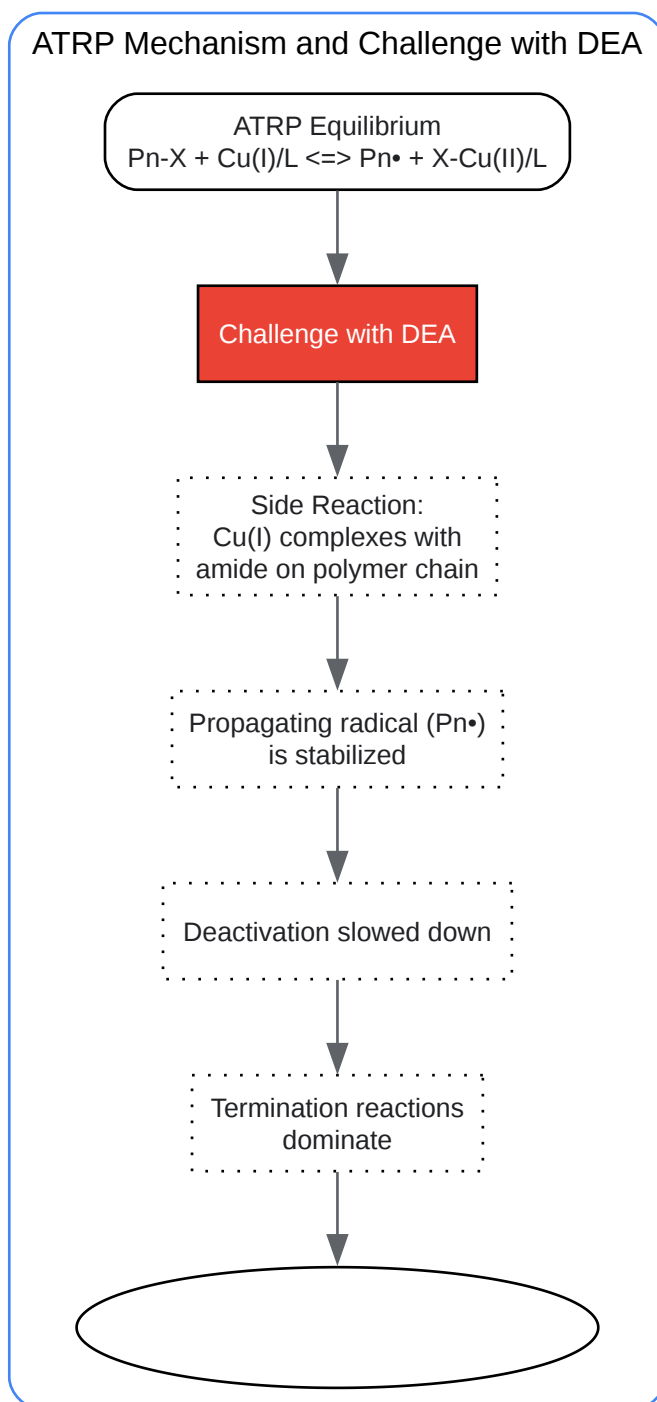 ATRP Mechanism and Challenge with DEA
ATRP Equilibrium
Pn-X + Cu(I)/L <=> Pn• + X-Cu(II)/L
Challenge with DEA
Side Reaction:
Cu(I) complexes with
amide on polymer chain
Propagating radical (Pn•)
is stabilized
Deactivation slowed down
Termination reactions
dominate